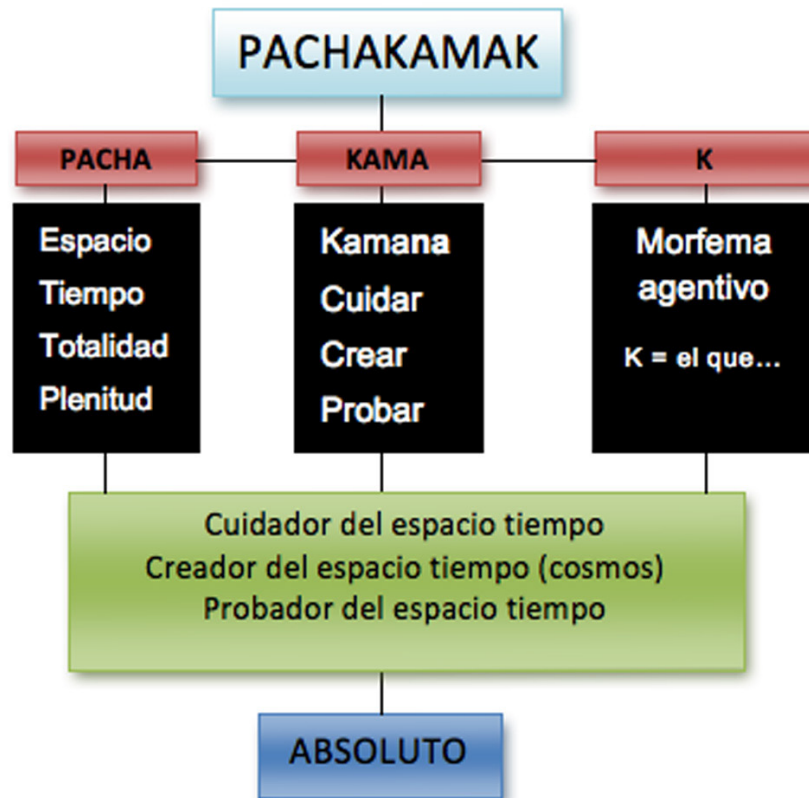 PACHAKAMAK
PACHA
KAMA
K
Espacio
Tiempo
Totalidad
Plenitud
Kamana
Cuidar
Crear
Probar
Morfema
agentivo
K = el que...
Cuidador del espacio tiempo
Creador del espacio tiempo (cosmos)
Probador del espacio tiempo
ABSOLUTO